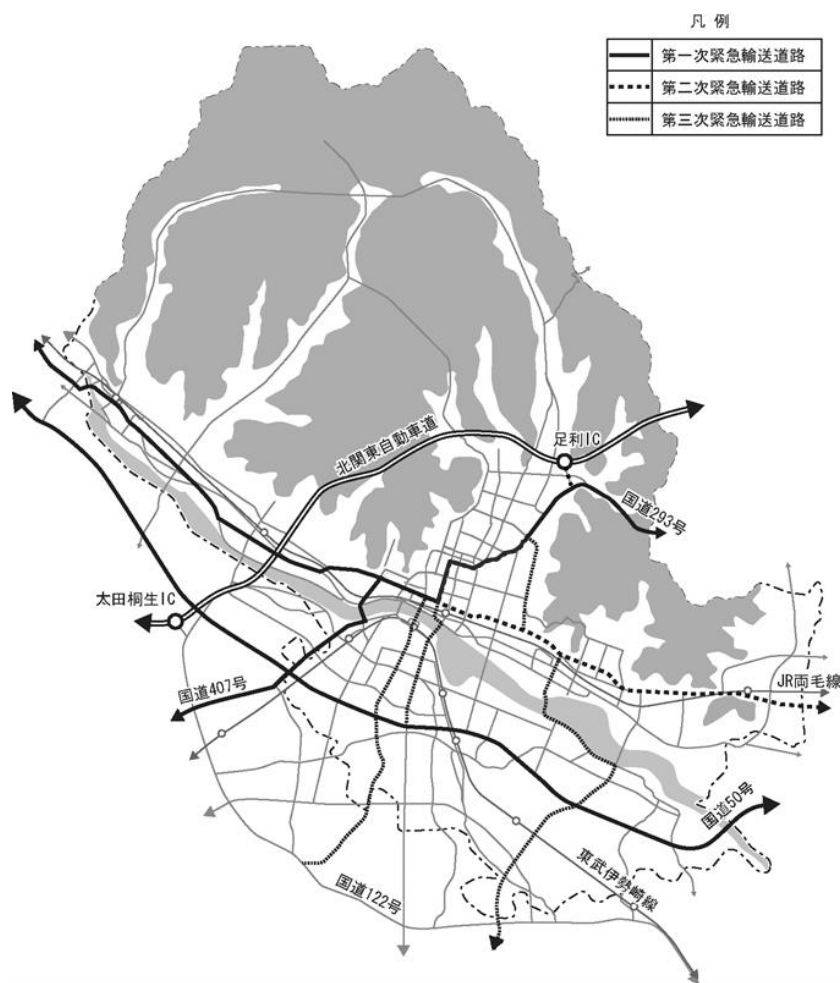 凡 例
第一次緊急輸送道路
第二次緊急輸送道路
第三次緊急輸送道路
北関東自動車道
足利IC
国道293号
太田桐生IC
国道407号
JR両毛線
国道50号
東武伊勢崎線
国道122号